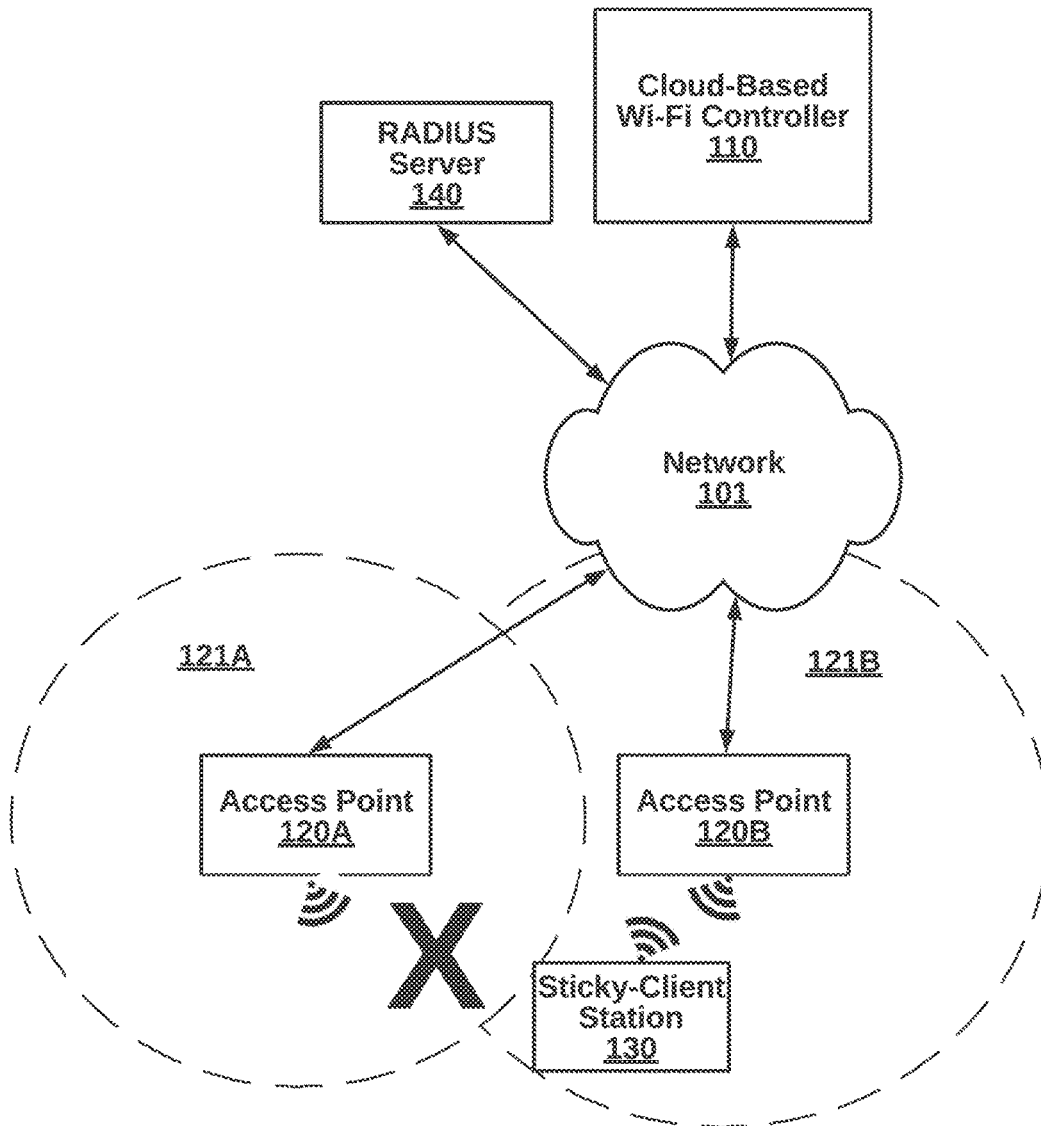 Cloud-Based
Wi-Fi Controller
110
RADIUS
Server
140
Network
101
121A
121B
Access Point
120A
Access Point
120B
X
Sticky-Client
Station
130